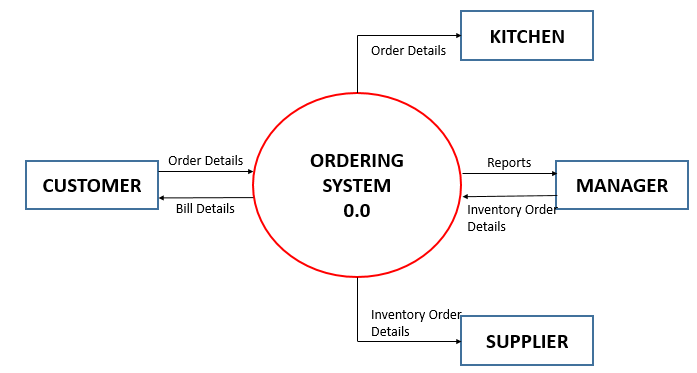 KITCHEN
Order Details
ORDERING
SYSTEM
0.0
Order Details
CUSTOMER
Bill Details
Reports
MANAGER
Inventory Order
Details
Inventory Order
Details
SUPPLIER